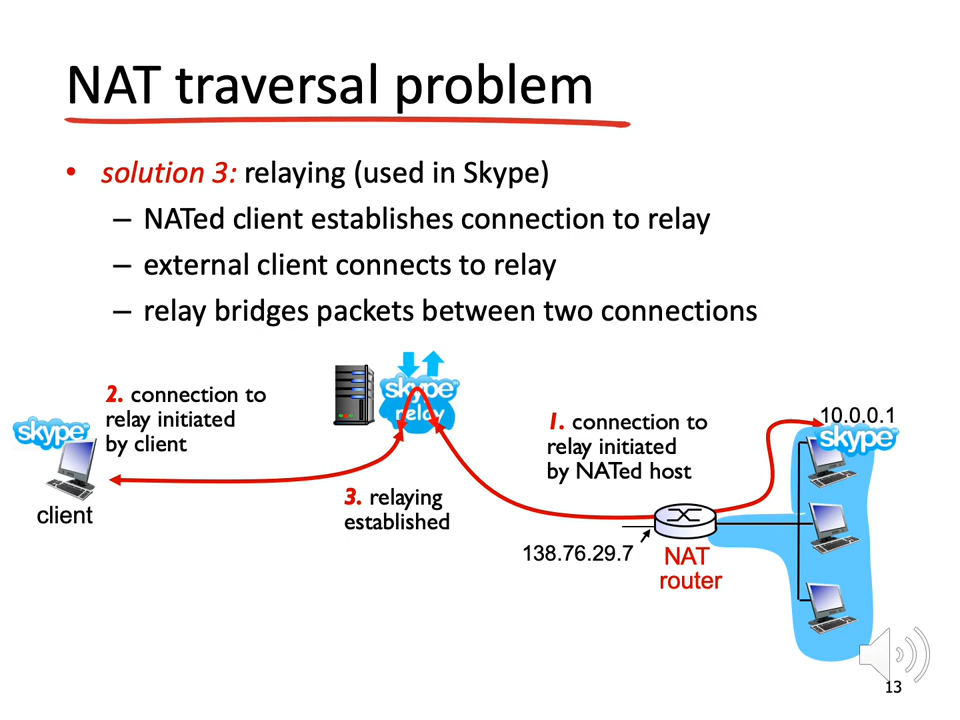 NAT traversal problem
• solution 3: relaying (used in Skype)
– NATed client establishes connection to relay
– external client connects to relay
– relay bridges packets between two connections
2. connection to
relay initiated
by client
skype
client
skype
relay
3. relaying
established
1. connection to
relay initiated
by NATed host
10.0.0.1
skype
138.76.29.7
NAT
router
13